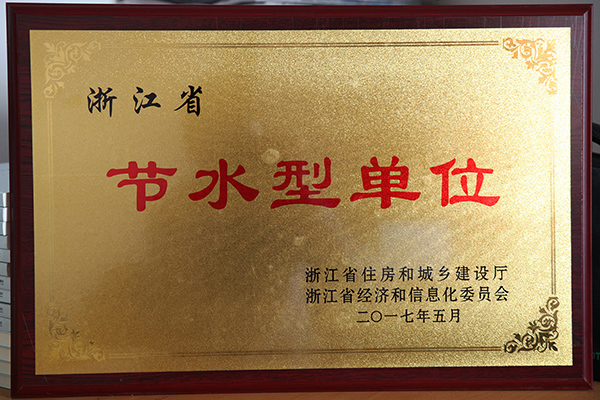 浙江省
节水型单位
浙江省住房和城乡建设厅
浙江省经济和信息化委员会
二〇一七年五月